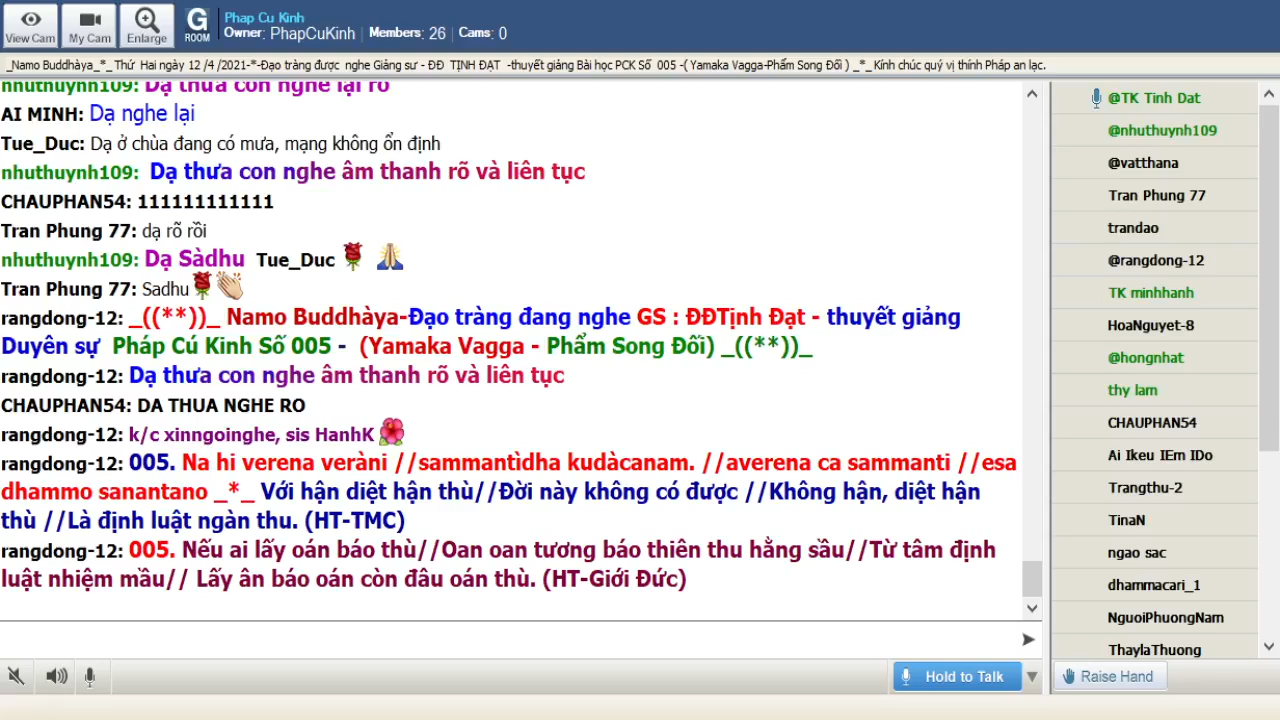 View Cam
My Cam
Enlarge
G
ROOM
Phap Cu Kinh
Owner: PhapCuKinh | Members: 26 | Cams: 0
_Namo Buddhàya_*_ Thứ Hai ngày 12 /4 /2021-*-Đạo tràng được nghe Giảng sư - ĐĐ TỊNH ĐẠT -thuyết giảng Bài học PCK Số 005 -( Yamaka Vagga-Phẩm Song Đối ) _*_ Kính chúc quý vị thính Pháp an lạc.
nhuthuynh109: Dạ thưa con nghe lại rõ
AI MINH: Dạ nghe lại
Tue_Duc: Dạ ở chùa đang có mưa, mạng không ổn định
nhuthuynh109: Dạ thưa con nghe âm thanh rõ và liên tục
CHAUPHAN54: 111111111111
Tran Phung 77: dạ rõ rồi
nhuthuynh109: Dạ Sàdhu Tue_Duc
Tran Phung 77: Sadhu
rangdong-12: _((**))_ Namo Buddhàya-Đạo tràng đang nghe GS : ĐĐTịnh Đạt - thuyết giảng
Duyên sự Pháp Cú Kinh Số 005 - (Yamaka Vagga - Phẩm Song Đối) _((**))_
rangdong-12: Dạ thưa con nghe âm thanh rõ và liên tục
CHAUPHAN54: DA THUA NGHE RO
rangdong-12: k/c xinngoinghe, sis HanhK
rangdong-12: 005. Na hi verena veràni //sammantìdha kudàcanam. //averena ca sammanti //esa
dhammo sanantano _*_ Với hận diệt hận thù//Đời này không có được //Không hận, diệt hận
thù //Là định luật ngàn thu. (HT-TMC)
rangdong-12: 005. Nếu ai lấy oán báo thù//Oan oan tương báo thiên thu hằng sầu//Từ tâm định
luật nhiệm mầu// Lấy ân báo oán còn đâu oán thù. (HT-Giới Đức)
@TK Tinh Dat
@nhuthuynh109
@vatthana
Tran Phung 77
trandao
@rangdong-12
TK minhhanh
HoaNguyet-8
@hongnhat
thy lam
CHAUPHAN54
Ai Ikeu IEm IDo
Trangthu-2
TinaN
ngao sac
dhammacari_1
NguoiPhuongNam
ThaylaThuong
Hold to Talk
Raise Hand